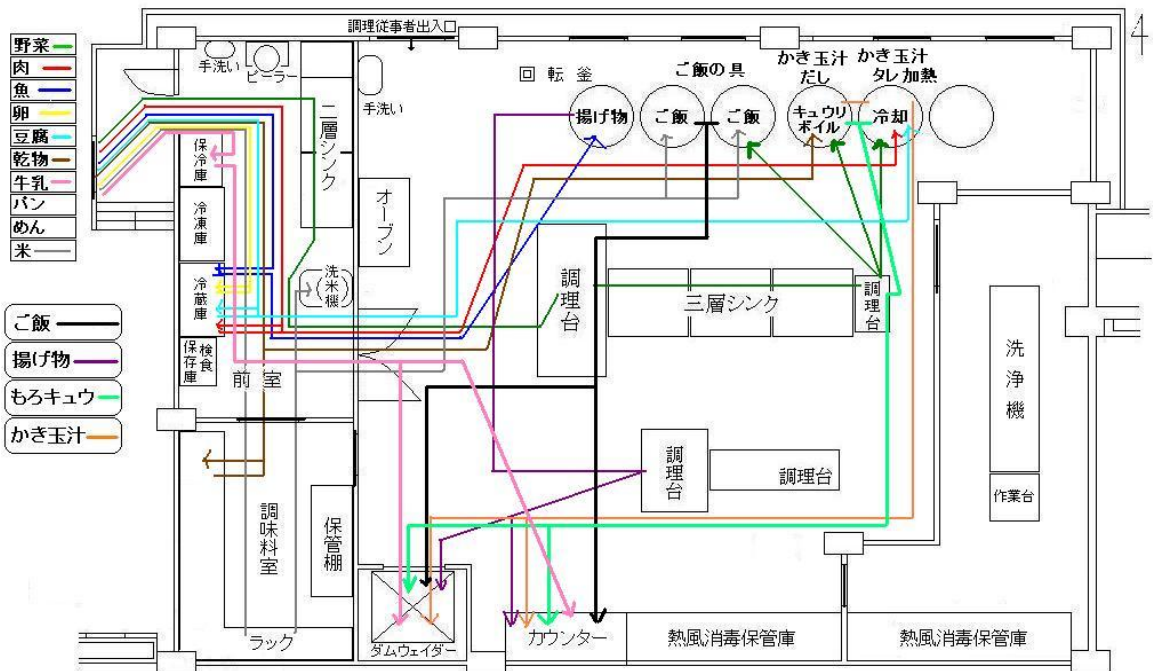 調理従事者出入口
4
野菜
肉
魚
卵
豆腐
乾物
牛乳
パン
めん
米
ご飯
揚げ物
もろキュウ
かき玉汁
手洗い
ピーラー
二層シンク
手洗い
回転釜
ご飯の具
かき玉汁
だし
かき玉汁
タレ加熱
揚げ物
ご飯
ご飯
キュウリ
ボイル
冷却
保冷庫
冷凍庫
冷蔵庫
検食
保存庫
洗米機
オーブン
前室
調理台
三層シンク
調理台
洗浄機
作業台
調理台
調理台
調味料室
保管棚
ラック
ダムウェイダー
カウンター
熱風消毒保管庫
熱風消毒保管庫